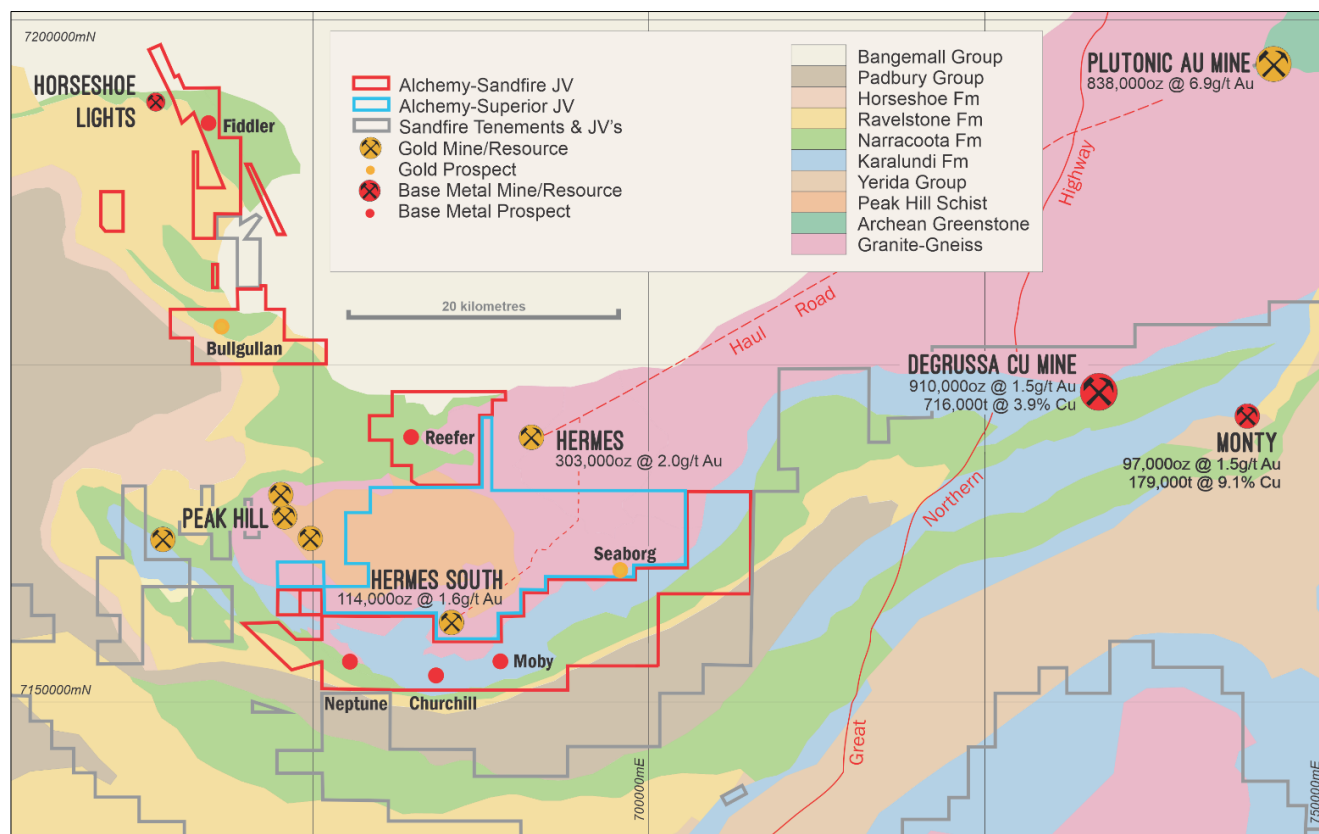 7200000mN
HORSESHOE
LIGHTS
Fiddler
Alchemy-Sandfire JV
Alchemy-Superior JV
Sandfire Tenements & JV's
Gold Mine/Resource
Gold Prospect
Base Metal Mine/Resource
Base Metal Prospect
Bangemall Group
Padbury Group
Horseshoe Fm
Ravelstone Fm
Narracoota Fm
Karalundi Fm
Yerida Group
Peak Hill Schist
Archean Greenstone
Granite-Gneiss
PLUTONIC AU MINE
838,000oz @ 6.9g/t Au
Highway
20 kilometres
Haul Road
Bullgullan
DEGRUSSA CU MINE
910,000oz @ 1.5g/t Au
716,000t @ 3.9% Cu
Reefer
HERMES
303,000oz @ 2.0g/t Au
MONTY
97,000oz @ 1.5g/t Au
179,000t @ 9.1% Cu
Northern
PEAK HILL
Seaborg
HERMES SOUTH
114,000oz @ 1.6g/t Au
Moby
7150000mN
Neptune
Churchill
Great
700000mE
750000mE